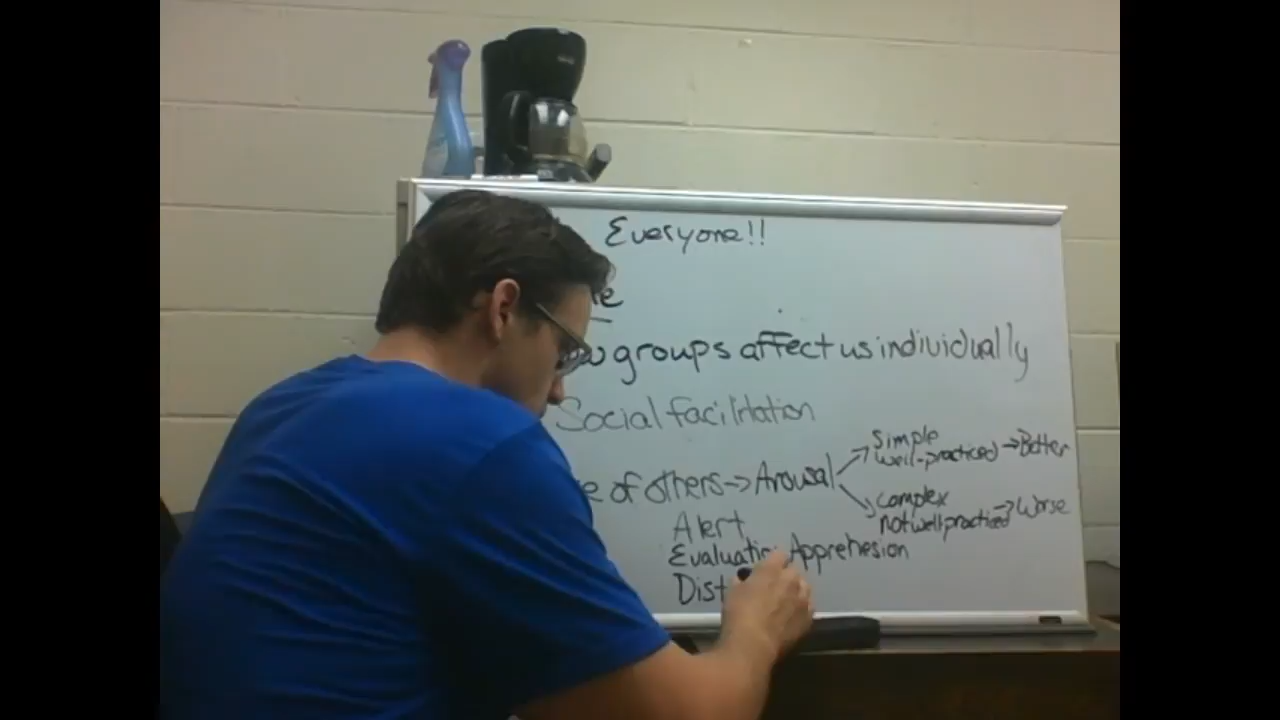 Everyone!!
groups affect us individually
Social facilitation
of others -> Arousal
simple
well-practiced -> Better
complex
not well practiced -> Worse
Alert
Evaluation Apprehesion
Dist